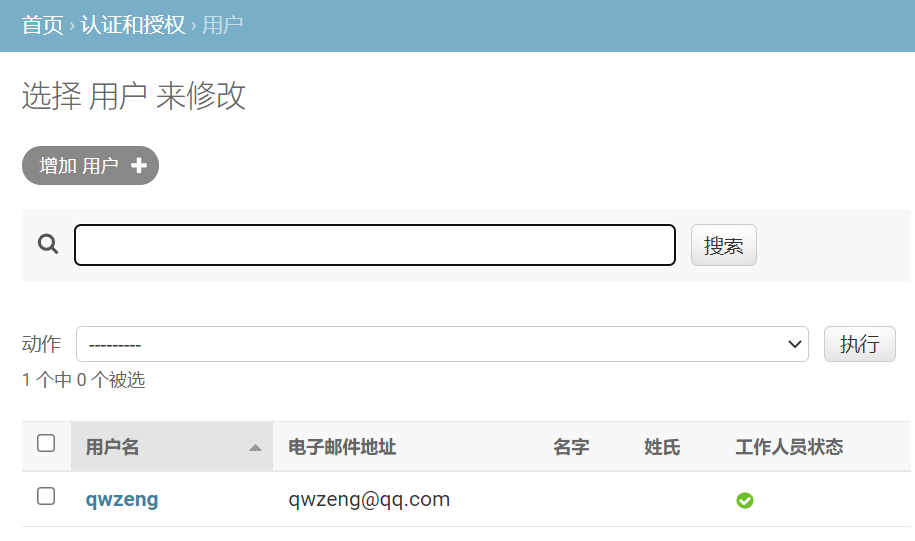 首页 › 认证和授权 › 用户
选择 用户 来修改
增加 用户
搜索
动作 --------- 执行
1 个中 0 个被选
用户名 电子邮件地址 名字 姓氏 工作人员状态
qwzeng qwzeng@qq.com